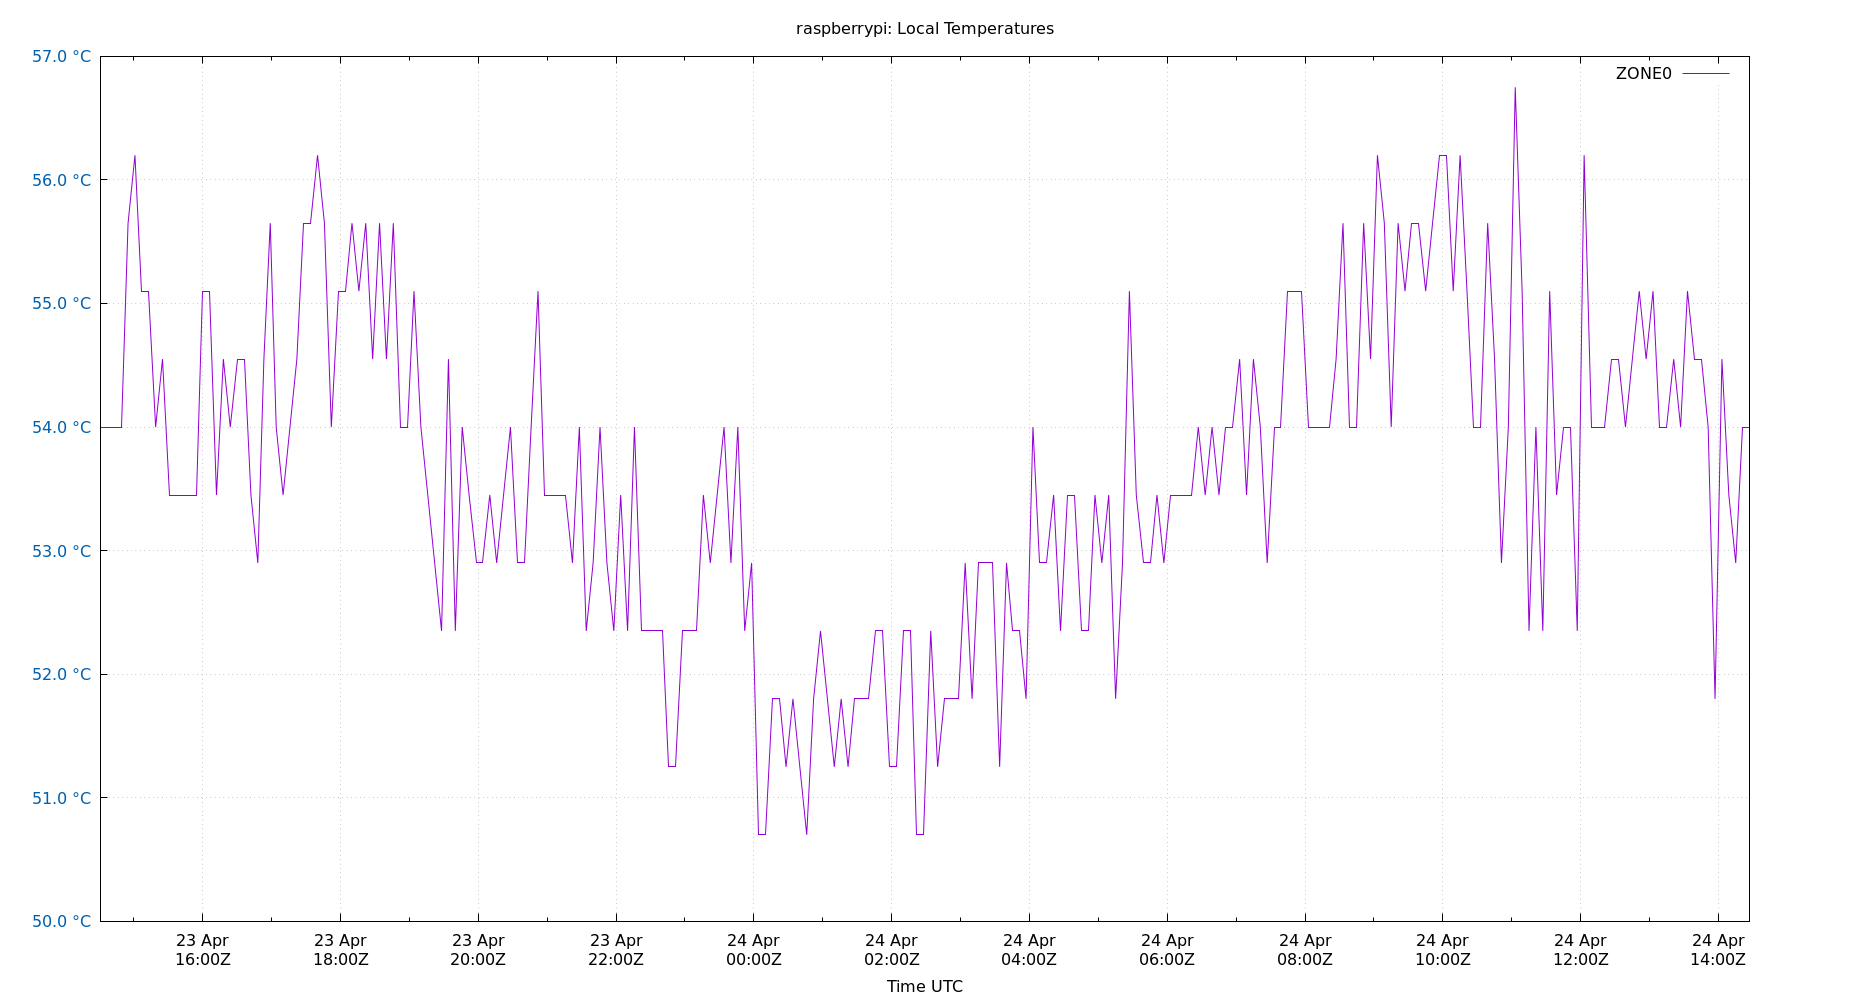 raspberrypi: Local Temperatures
57.0 °C
56.0 °C
55.0 °C
54.0 °C
53.0 °C
52.0 °C
51.0 °C
50.0 °C
ZONE0
23 Apr 23 Apr 23 Apr 23 Apr 24 Apr 24 Apr 24 Apr 24 Apr 24 Apr 24 Apr 24 Apr 24 Apr
16:00Z 18:00Z 20:00Z 22:00Z 00:00Z 02:00Z 04:00Z 06:00Z 08:00Z 10:00Z 12:00Z 14:00Z
Time UTC